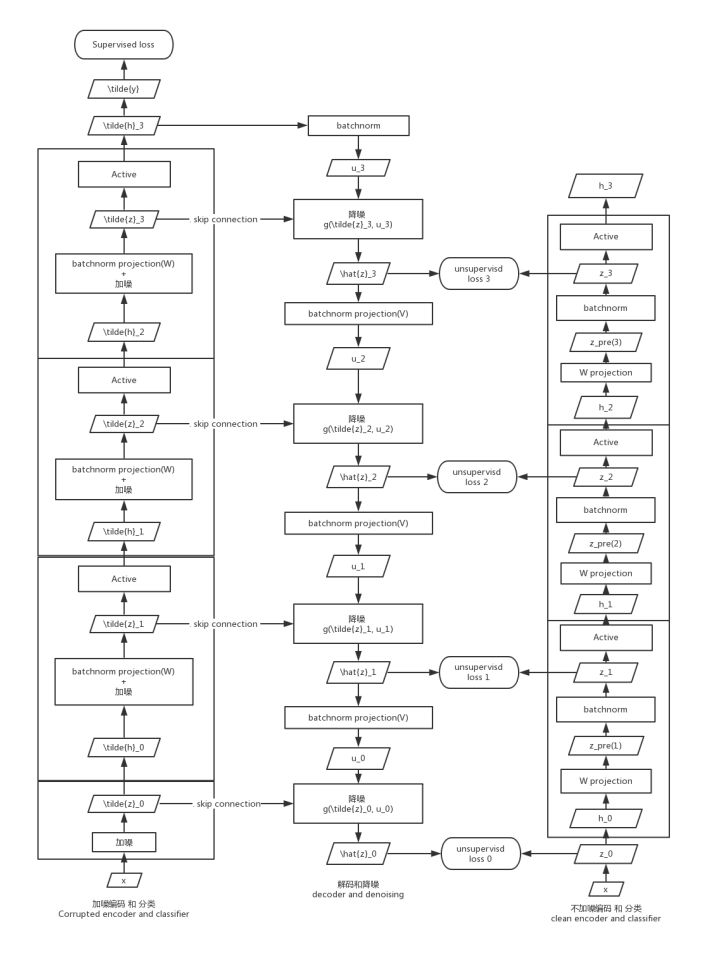 Supervised loss
\tilde{y}
\tilde{h}_3
Active
\tilde{z}_3
batchnorm projection(W)
+
加噪
\tilde{h}_2
Active
\tilde{z}_2
batchnorm projection(W)
+
加噪
\tilde{h}_1
Active
\tilde{z}_1
batchnorm projection(W)
+
加噪
\tilde{h}_0
\tilde{z}_0
加噪
x
加噪编码 和 分类
Corrupted encoder and classifier
skip connection
skip connection
skip connection
skip connection
batchnorm
u_3
降噪
g(\tilde{z}_3, u_3)
\hat{z}_3
batchnorm projection(V)
u_2
降噪
g(\tilde{z}_2, u_2)
\hat{z}_2
batchnorm projection(V)
u_1
降噪
g(\tilde{z}_1, u_1)
\hat{z}_1
batchnorm projection(V)
u_0
降噪
g(\tilde{z}_0, u_0)
\hat{z}_0
解码和降噪
decoder and denoising
unsupervisd
loss 3
unsupervisd
loss 2
unsupervisd
loss 1
unsupervisd
loss 0
h_3
Active
z_3
batchnorm
z_pre(3)
W projection
h_2
Active
z_2
batchnorm
z_pre(2)
W projection
h_1
Active
z_1
batchnorm
z_pre(1)
W projection
h_0
z_0
x
不加噪编码 和 分类
clean encoder and classifier